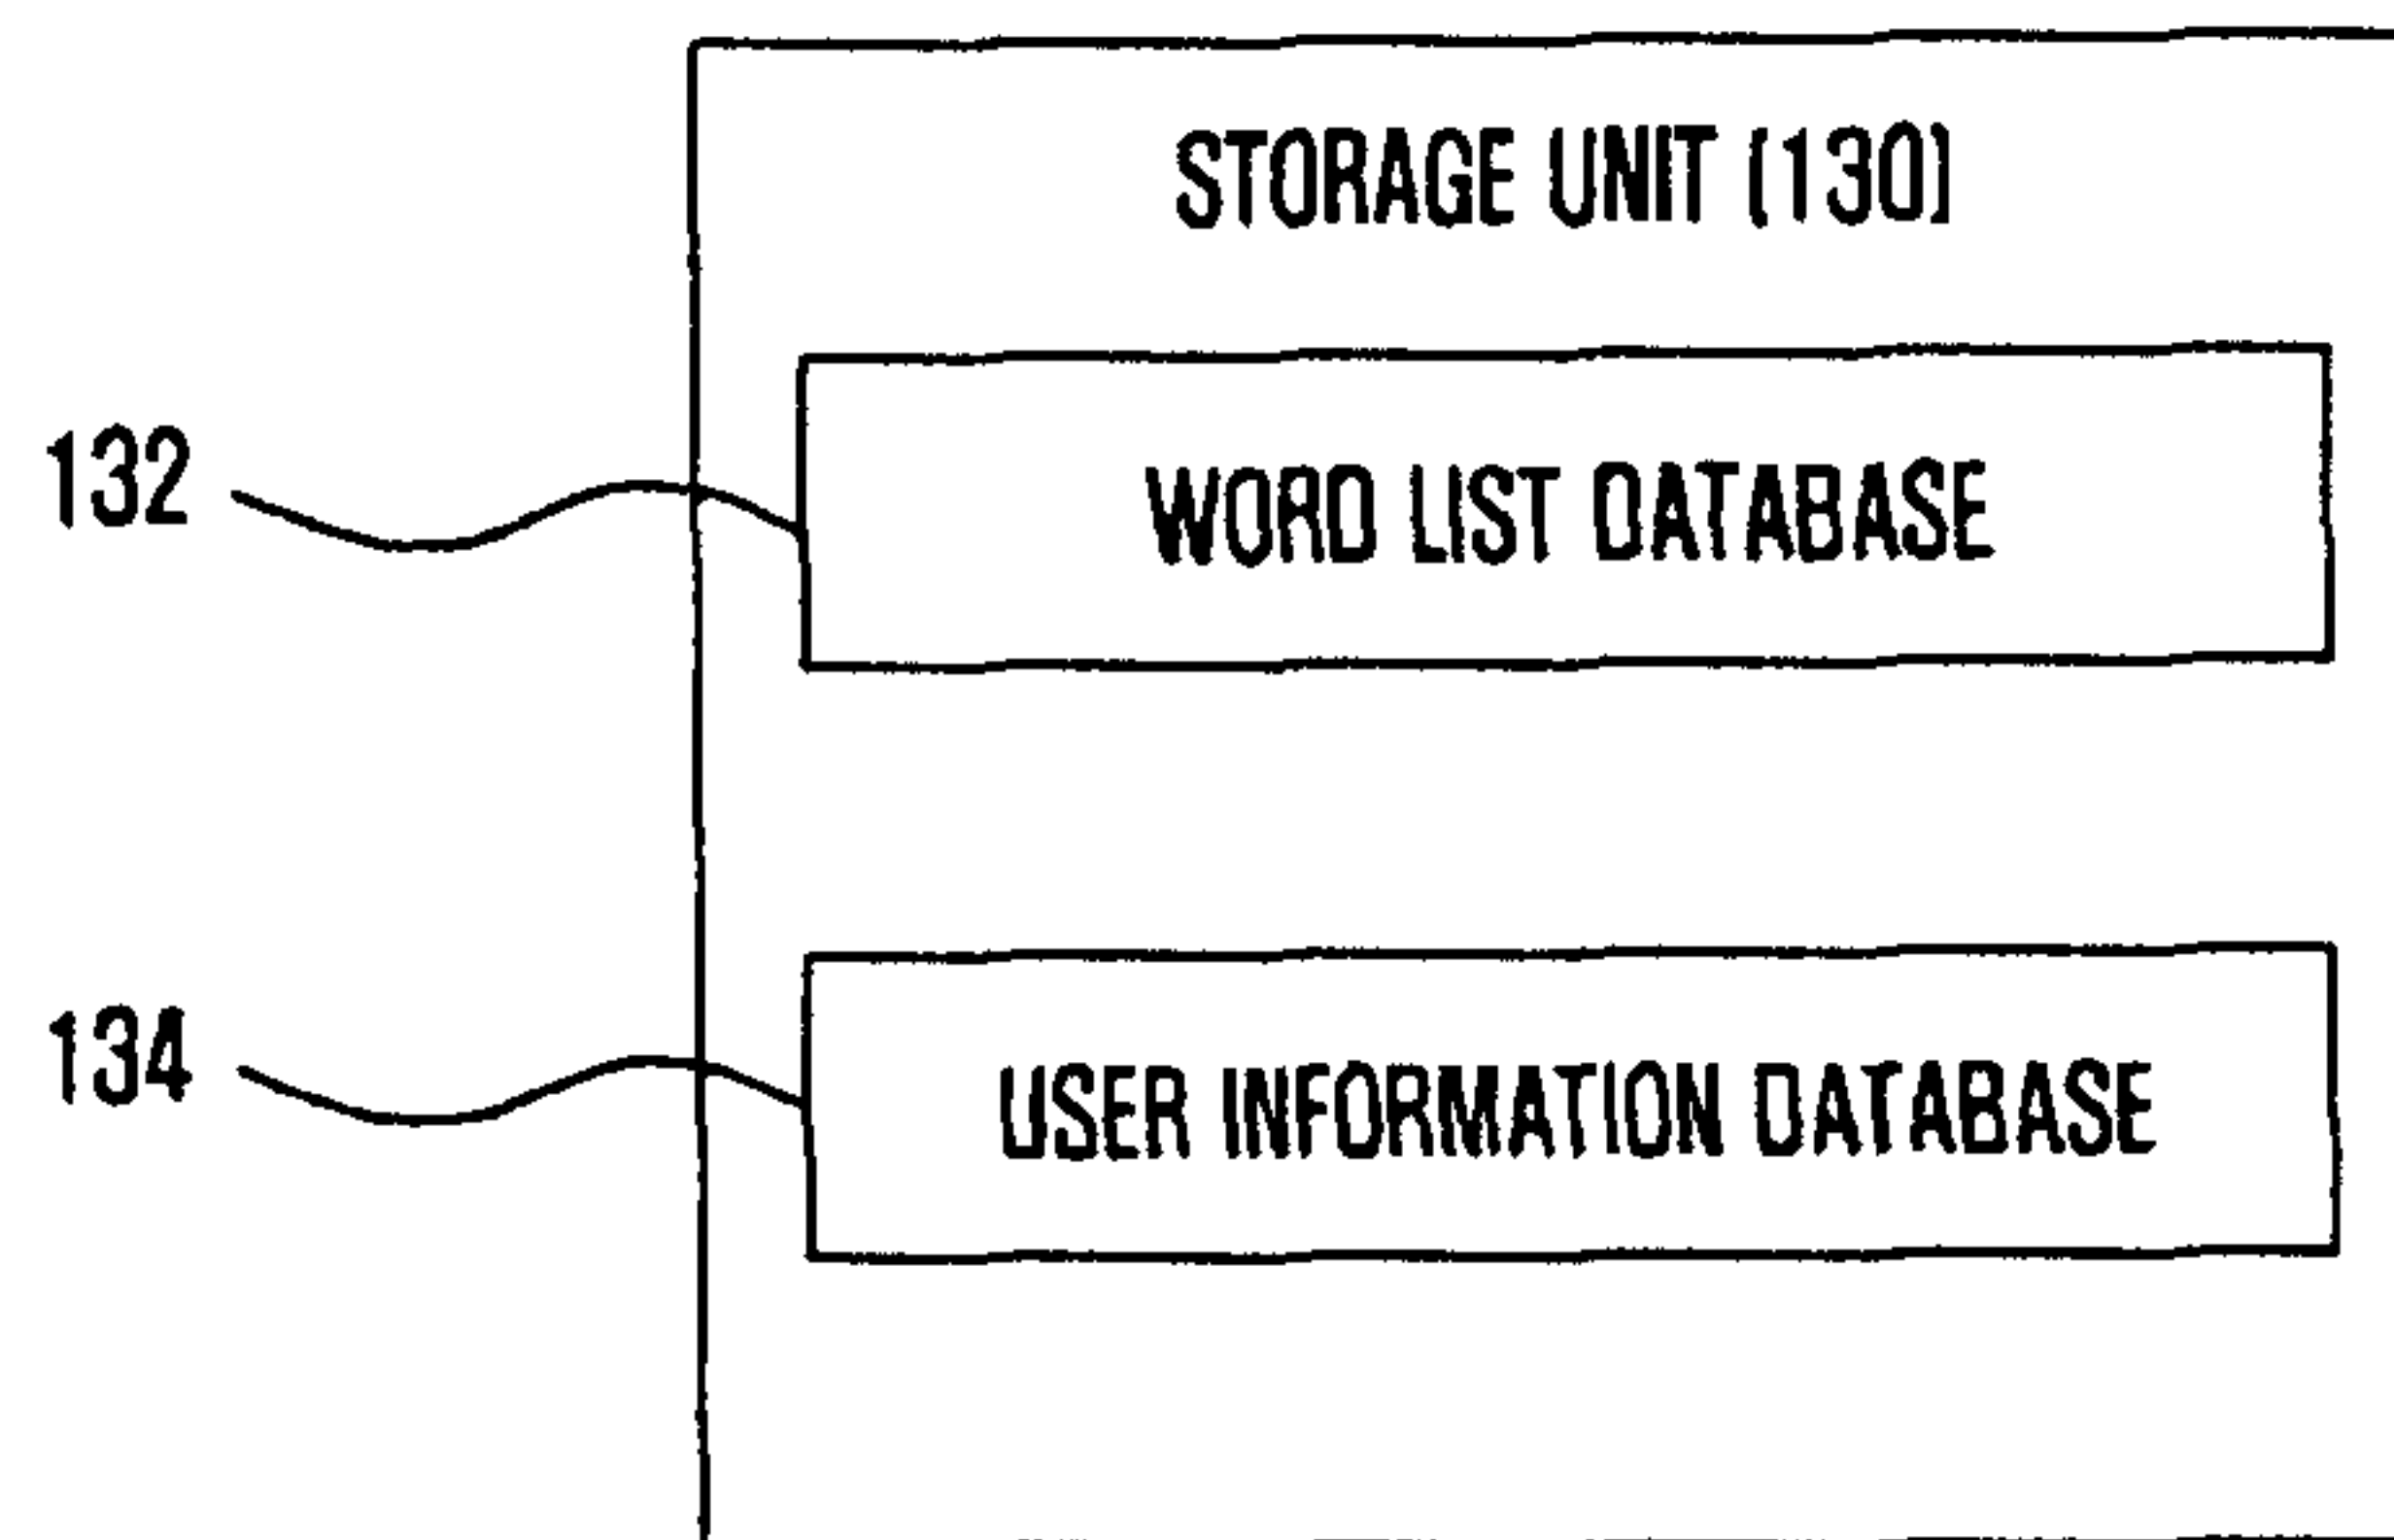 STORAGE UNIT (130)
132
WORD LIST DATABASE
134
USER INFORMATION DATABASE